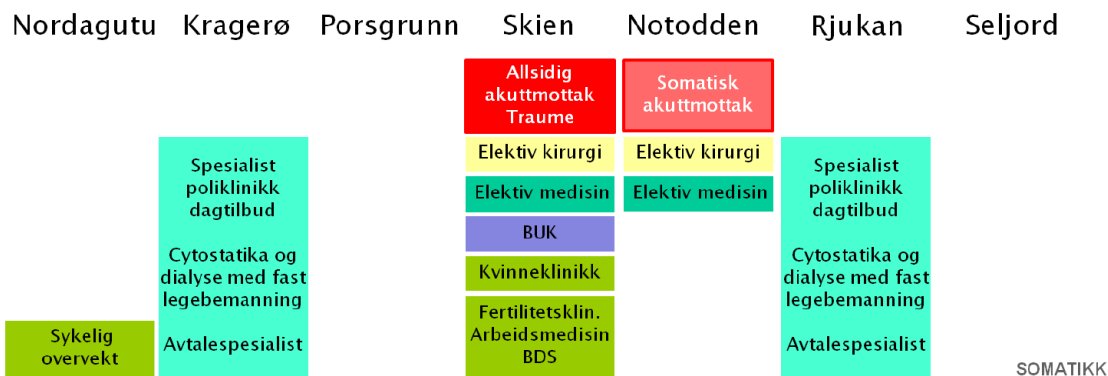 Nordagutu Kragerø Porsgrunn Skien Notodden Rjukan Seljord
Allsidig
akuttmottak
Traume
Somatisk
akuttmottak
Elektiv kirurgi
Elektiv kirurgi
Elektiv medisin
Elektiv medisin
BUK
Kvinneklinikk
Fertilitetsklin.
Arbeidsmedisin
BDS
Spesialist
poliklinikk
dagtilbud
Cytostatika og
dialyse med fast
legebemanning
Avtalespesialist
Spesialist
poliklinikk
dagtilbud
Cytostatika og
dialyse med fast
legebemanning
Avtalespesialist
Sykelig
overvekt
SOMATIKK